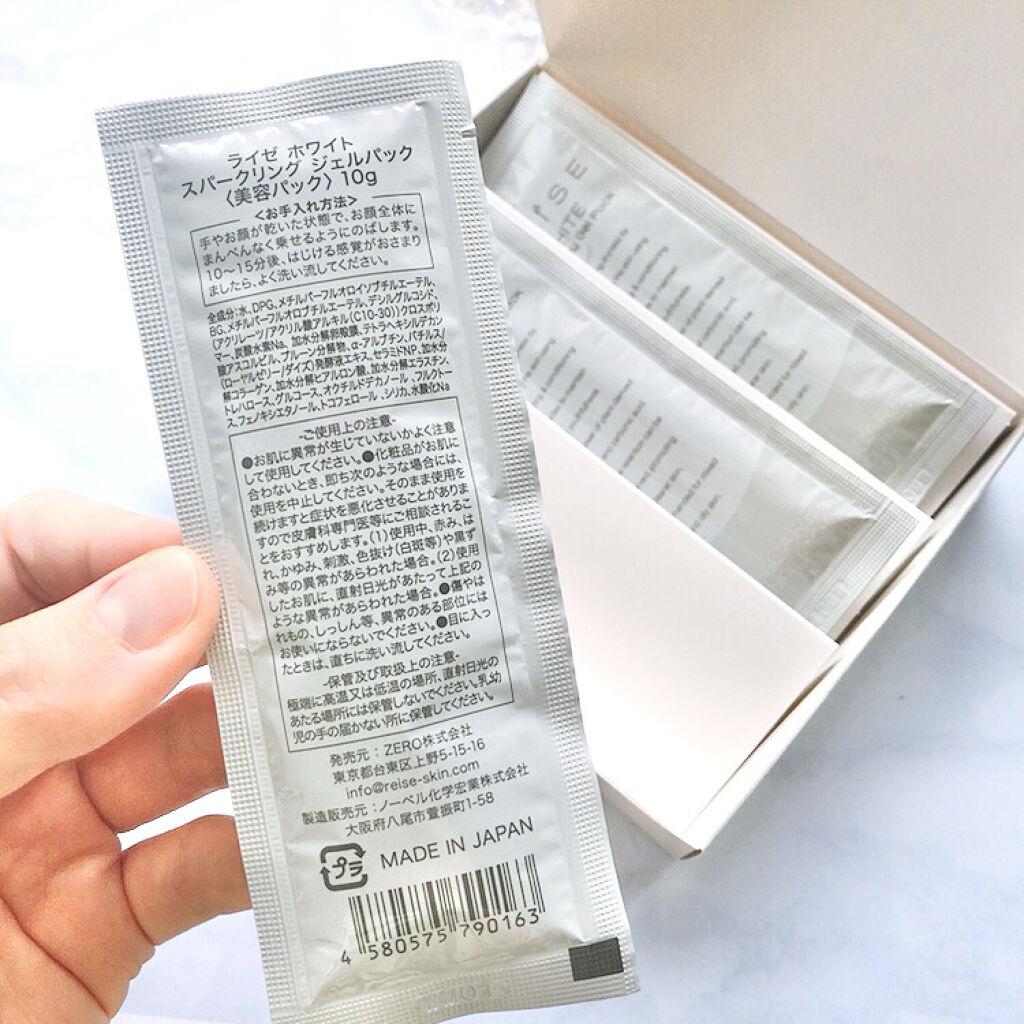 ライゼ ホワイト
スパークリング ジェルパック
〈美容パック〉 10g
<お手入れ方法>
手やお顔が乾いた状態で、お顔全体に
まんべんなく乗せるようにのばします。
10〜15分後、はじける感覚がおさまり
ましたら、よく洗い流してください。
全成分:水、DPG、メチルパーフルオロイソブチルエーテル、
BG、メチルパーフルオロブチルエーテル、デシルグルコシド、
(アクリレーツ/アクリル酸アルキル(C10-30))クロスポリ
マー、炭酸水素Na、加水分解卵殻膜、テトラヘキシルデカン
酸アスコルビル、プルーン分解物、α-アルブチン、バチルス/
(ローヤルゼリー/ダイズ)発酵液エキス、セラミドNP、加水分
解コラーゲン、加水分解ヒアルロン酸、加水分解エラスチン、
トレハロース、グルコース、オクチルドデカノール、フルクトー
ス、フェノキシエタノール、トコフェロール、シリカ、水酸化Na
-ご使用上の注意-
●お肌に異常が生じていないかよく注意
して使用してください。●化粧品がお肌に
合わないとき、即ち次のような場合には、
使用を中止してください。そのまま使用を
続けますと症状を悪化させることがありま
すので皮膚科専門医等にご相談されるこ
とをおすすめします。(1)使用中、赤み、は
れ、かゆみ、刺激、色抜け(白斑等)や黒ず
み等の異常があらわれた場合。(2)使用
したお肌に、直射日光があたって上記の
ような異常があらわれた場合。●傷やは
れもの、しっしん等、異常のある部位には
お使いにならないでください。●目に入っ
たときは、直ちに洗い流してください。
-保管及び取扱上の注意-
極端に高温又は低温の場所、直射日光の
あたる場所には保管しないでください。乳幼
児の手の届かない所に保管してください。
発売元:ZERO株式会社
東京都台東区上野5-15-16
info@reise-skin.com
製造販売元:ノーベル化学宏業株式会社
大阪府八尾市萱振町1-58
プラ
MADE IN JAPAN
4 580575 790163